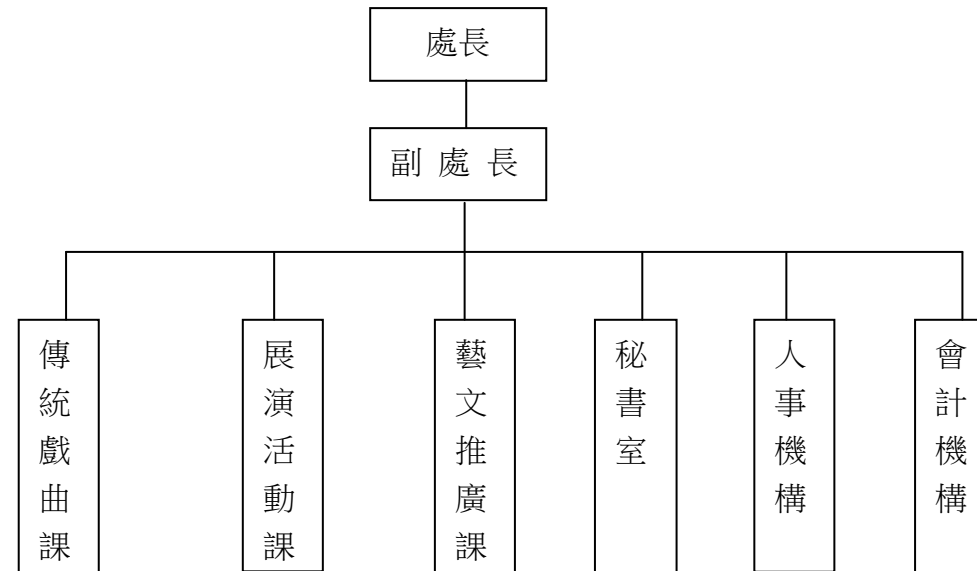 處長
副處長
傳統戲曲課
展演活動課
藝文推廣課
秘書室
人事機構
會計機構